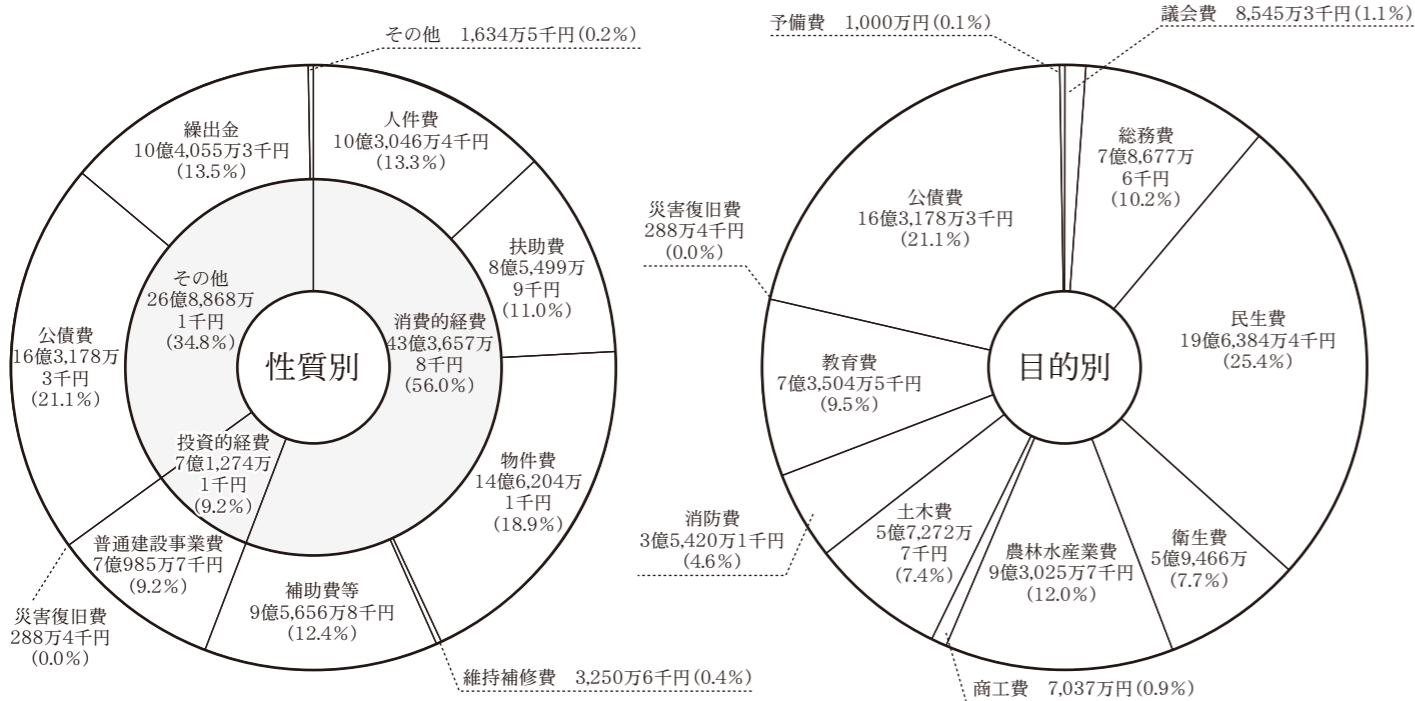 その他 1,634万5千円(0.2%)
人件費
10億3,046万4千円
(13.3%)
扶助費
8億5,499万
9千円
(11.0%)
物件費
14億6,204万
1千円
(18.9%)
維持補修費 3,250万6千円(0.4%)
補助費等
9億5,656万8千円
(12.4%)
普通建設事業費
7億985万7千円
(9.2%)
災害復旧費
288万4千円
(0.0%)
公債費
16億3,178万
3千円
(21.1%)
繰出金
10億4,055万3千円
(13.5%)
消費的経費
43億3,657万
8千円
(56.0%)
投資的経費
7億1,274万
1千円
(9.2%)
その他
26億8,868万
1千円
(34.8%)
性質別
予備費 1,000万円(0.1%)
議会費 8,545万3千円(1.1%)
総務費
7億8,677万
6千円
(10.2%)
民生費
19億6,384万4千円
(25.4%)
衛生費
5億9,466万
(7.7%)
農林水産業費
9億3,025万7千円
(12.0%)
商工費 7,037万円(0.9%)
土木費
5億7,272万
7千円
(7.4%)
消防費
3億5,420万1千円
(4.6%)
教育費
7億3,504万5千円
(9.5%)
災害復旧費
288万4千円
(0.0%)
公債費
16億3,178万3千円
(21.1%)
目的別